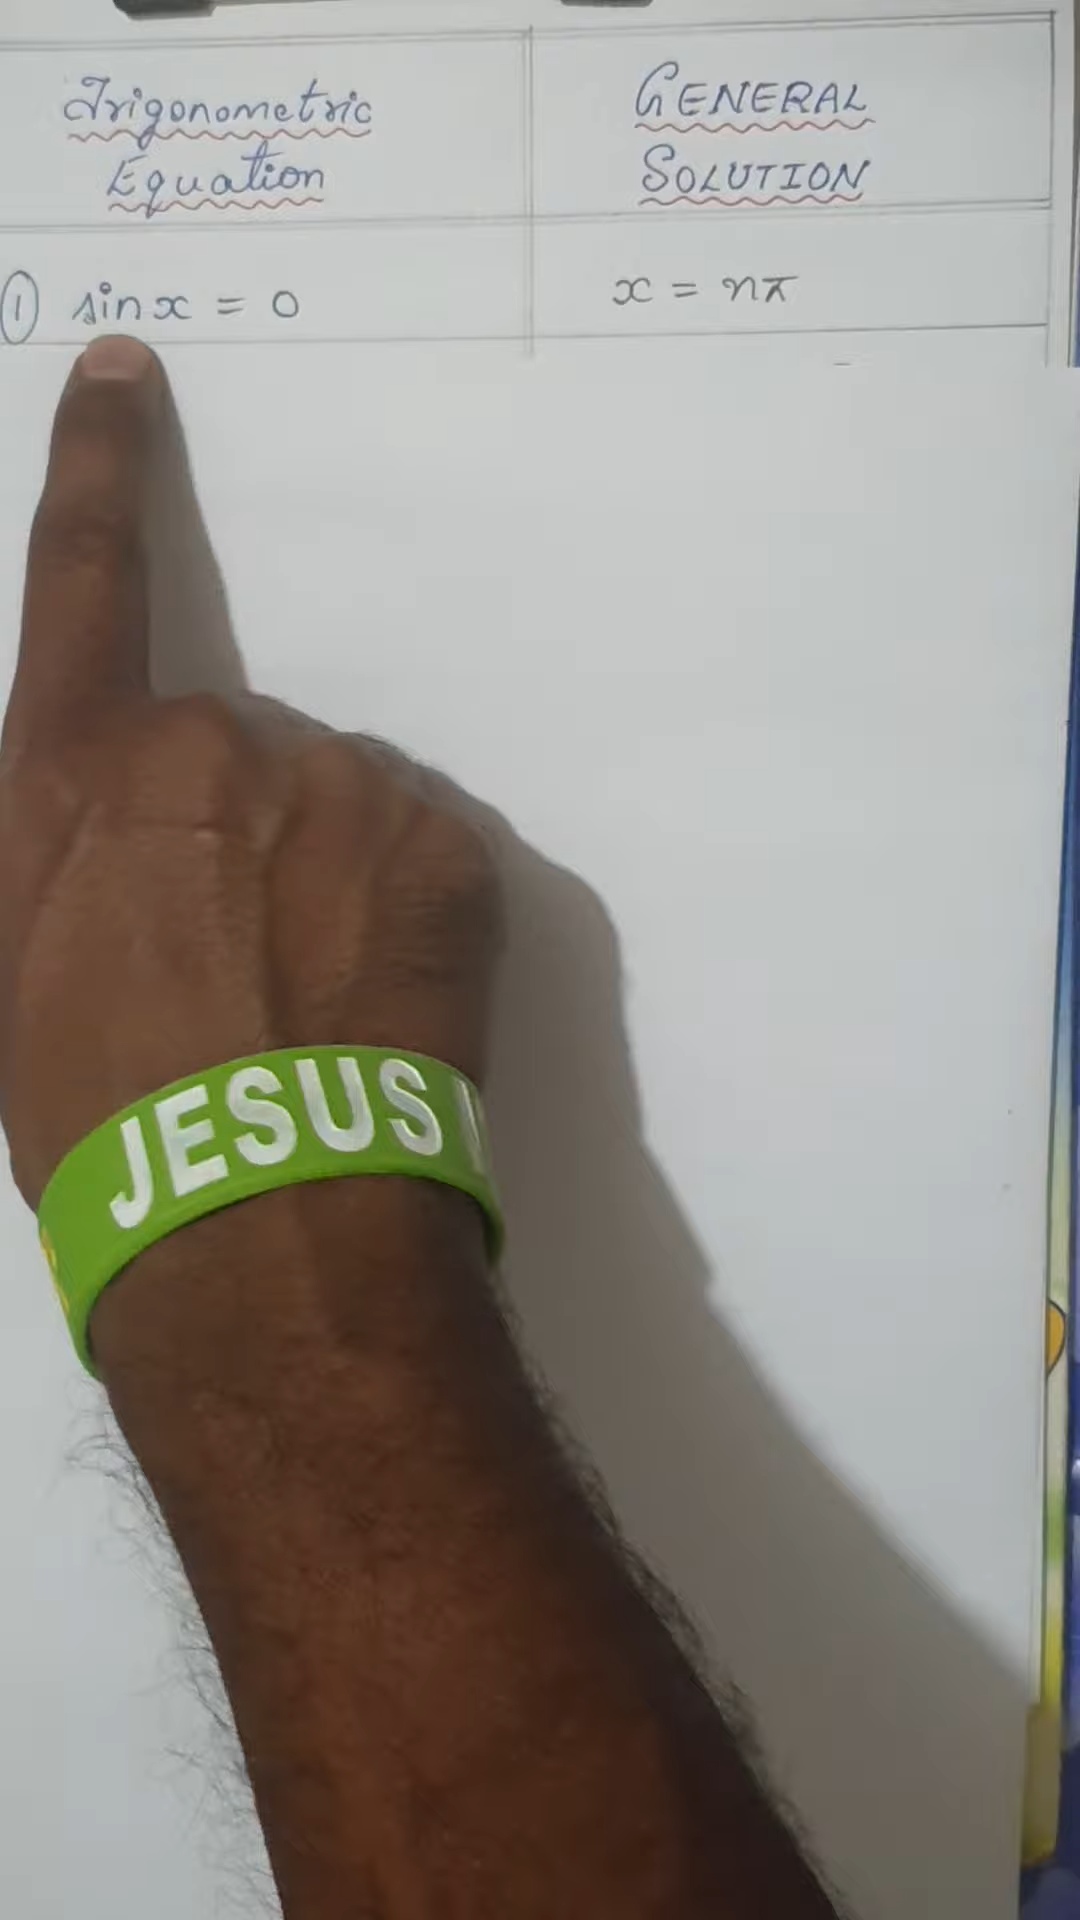 Trigonometric
Equation
GENERAL
SOLUTION
① sin x = 0
x = nπ
JESUS